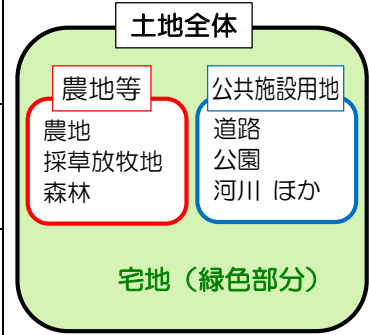 土地全体
農地等
農地
採草放牧地
森林
公共施設用地
道路
公園
河川 ほか
宅地（緑色部分）